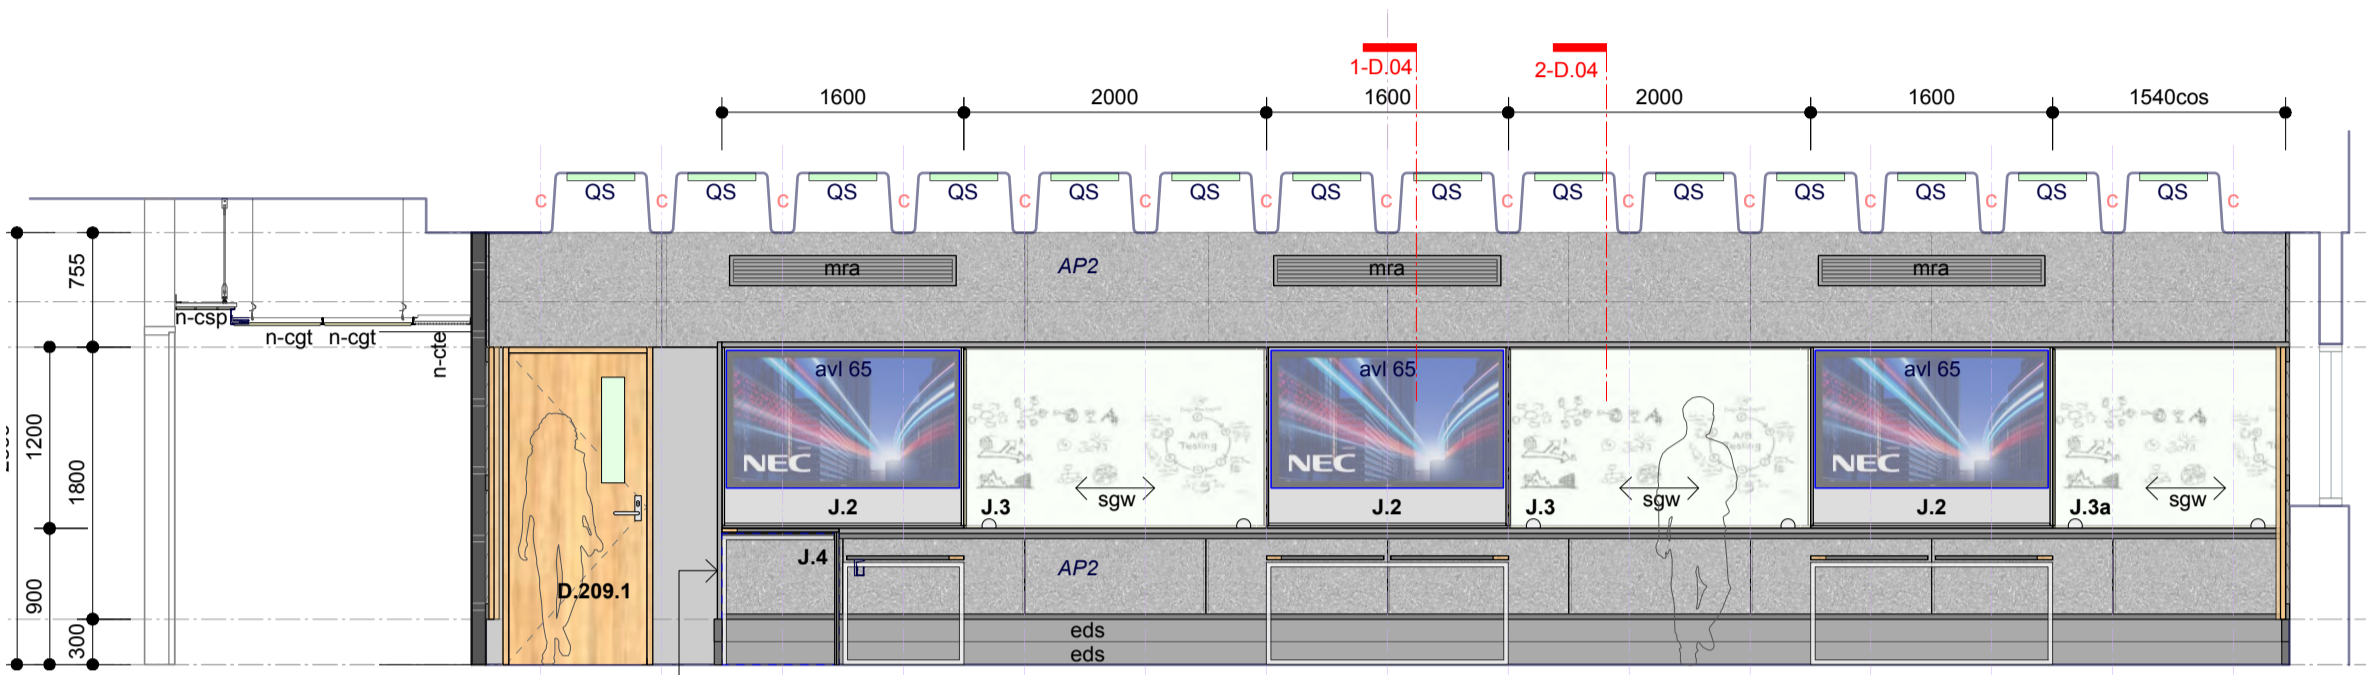 1-D.04
2-D.04
1600
2000
1600
2000
1600
1540cos
QS QS QS QS QS QS QS QS QS QS QS QS QS QS
C C C C C C C C C C C C C C C
755
mra
AP2
mra
mra
n-csp
n-cgt
n-cgt
n-cte
1200
1800
900
300
avl 65
avl 65
avl 65
NEC
NEC
NEC
A/B
Testing
sgw
sgw
sgw
J.2
J.3
J.2
J.3
J.2
J.3a
J.4
AP2
D.209.1
eds
eds